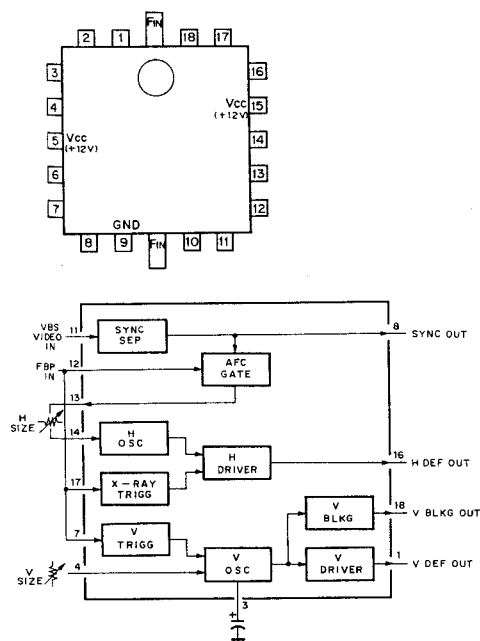 FIN
2 1 18 17
3 16
VCC
(+12V)
4 15
5 VCC
(+12V)
14
6 13
7 12
GND
8 9 FIN 10 11
VBS
VIDEO
IN
11
SYNC
SEP
8 SYNC OUT
FBP
IN
12
AFC
GATE
13
H
SIZE
14
H
OSC
H
DRIVER
16 H DEF OUT
17
X-RAY
TRIGG
V
BLKG
18 V BLKG OUT
7
V
TRIGG
V
SIZE
4
V
OSC
V
DRIVER
1 V DEF OUT
3
+